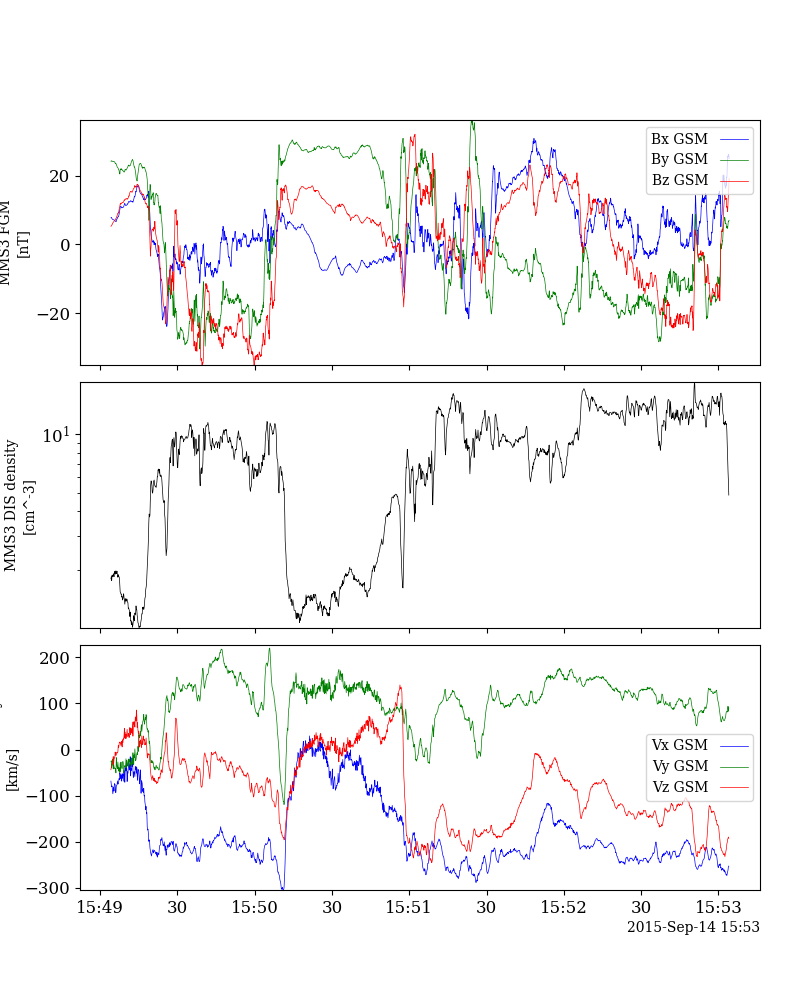 MMS3 FGM
[nT]
20
0
−20
Bx GSM
By GSM
Bz GSM
MMS3 DIS density
[cm^-3]
10^1
[km/s]
200
100
0
−100
−200
−300
Vx GSM
Vy GSM
Vz GSM
15:49 30 15:50 30 15:51 30 15:52 30 15:53
2015-Sep-14 15:53